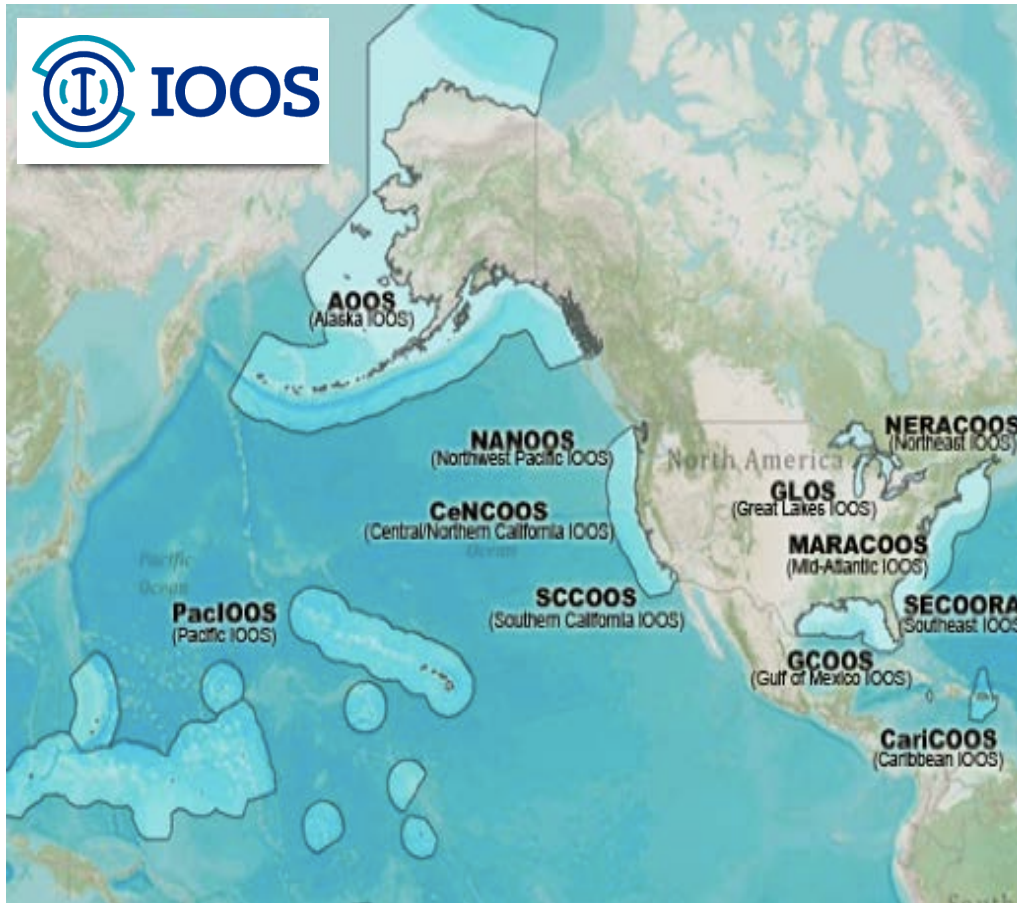 IOOS
AOOS
(Alaska IOOS)
NERACOOS
(Northeast IOOS)
NANOOS
(Northwest Pacific IOOS)
North America
GLOS
(Great Lakes IOOS)
CeNCOOS
(Central/Northern California IOOS)
MARACOOS
(Mid-Atlantic IOOS)
Pacific
Ocean
Ocean
PacIOOS
(Pacific IOOS)
SCCOOS
(Southern California IOOS)
SECOORA
(Southeast IOOS
GCOOS
(Gulf of Mexico IOOS)
CariCOOS
(Caribbean IOOS)
South